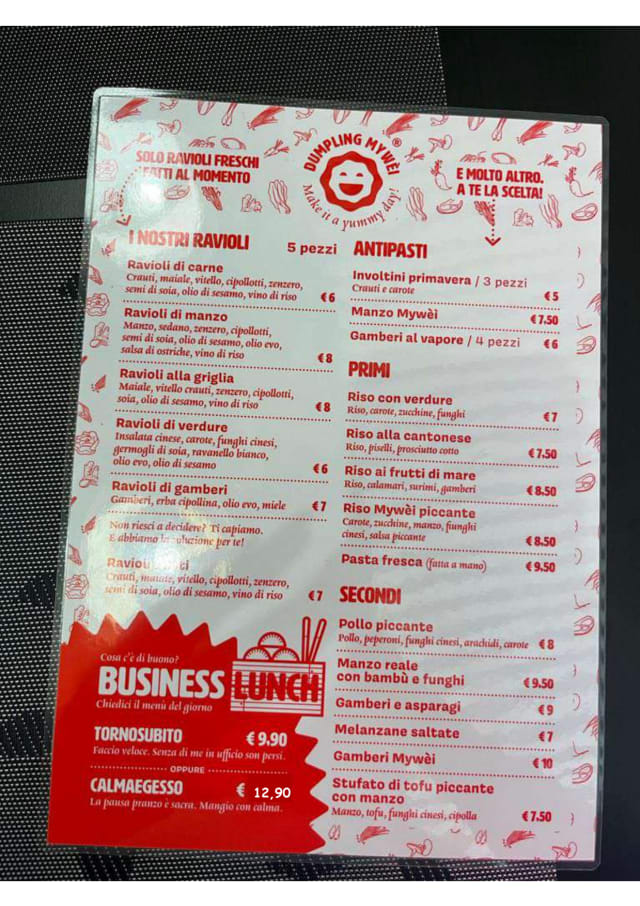 SOLO RAVIOLI FRESCHI
FATTI AL MOMENTO
DUMPLING MYWÈI ®
Make it a yummy day!
E MOLTO ALTRO.
A TE LA SCELTA!
I NOSTRI RAVIOLI 5 pezzi
Ravioli di carne
Crauti, maiale, vitello, cipollotti, zenzero,
semi di soia, olio di sesamo, vino di riso €6
Ravioli di manzo
Manzo, sedano, zenzero, cipollotti,
semi di soia, olio di sesamo, olio evo,
salsa di ostriche, vino di riso €8
Ravioli alla griglia
Maiale, vitello crauti, zenzero, cipollotti,
soia, olio di sesamo, vino di riso €8
Ravioli di verdure
Insalata cinese, carote, funghi cinesi,
germogli di soia, ravanello bianco,
olio evo, olio di sesamo €6
Ravioli di gamberi
Gamberi, erba cipollina, olio evo, miele €7
Non riesci a decidere? Ti capiamo.
E abbiamo la soluzione per te!
Ravioli
Crauti, maiale, vitello, cipollotti, zenzero,
semi di soia, olio di sesamo, vino di riso €7
Cosa c'è di buono?
BUSINESS LUNCH
Chiedici il menù del giorno
TORNOSUBITO € 9,90
Faccio veloce. Senza di me in ufficio son persi.
OPPURE
CALMAEGESSO € 12,90
La pausa pranzo è sacra. Mangio con calma.
ANTIPASTI
Involtini primavera / 3 pezzi
Crauti e carote €5
Manzo Mywèi €7.50
Gamberi al vapore / 4 pezzi €6
PRIMI
Riso con verdure
Riso, carote, zucchine, funghi €7
Riso alla cantonese
Riso, piselli, prosciutto cotto €7.50
Riso ai frutti di mare
Riso, calamari, surimi, gamberi €8.50
Riso Mywèi piccante
Carote, zucchine, manzo, funghi
cinesi, salsa piccante €8.50
Pasta fresca (fatta a mano) €9.50
SECONDI
Pollo piccante
Pollo, peperoni, funghi cinesi, arachidi, carote €8
Manzo reale
con bambù e funghi €9.50
Gamberi e asparagi €9
Melanzane saltate €7
Gamberi Mywèi €10
Stufato di tofu piccante
con manzo
Manzo, tofu, funghi cinesi, cipolla €7.50